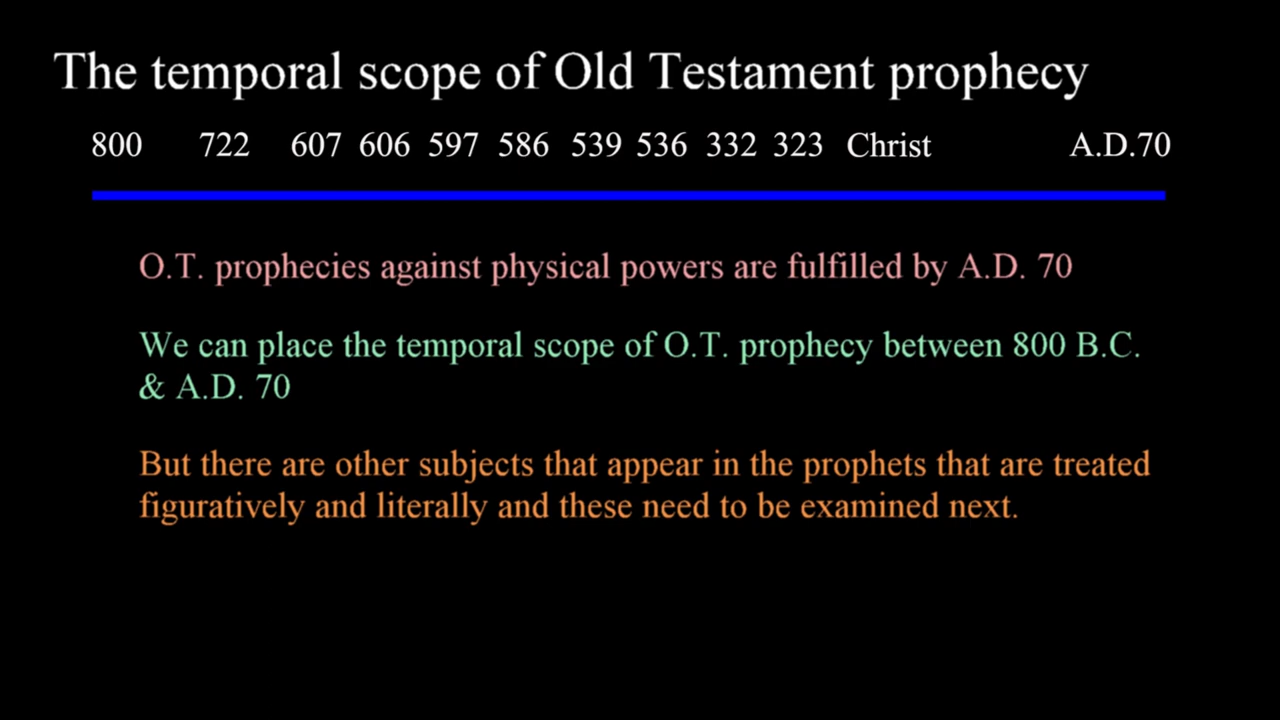 The temporal scope of Old Testament prophecy
800 722 607 606 597 586 539 536 332 323 Christ A.D.70
O.T. prophecies against physical powers are fulfilled by A.D. 70
We can place the temporal scope of O.T. prophecy between 800 B.C.
& A.D. 70
But there are other subjects that appear in the prophets that are treated
figuratively and literally and these need to be examined next.